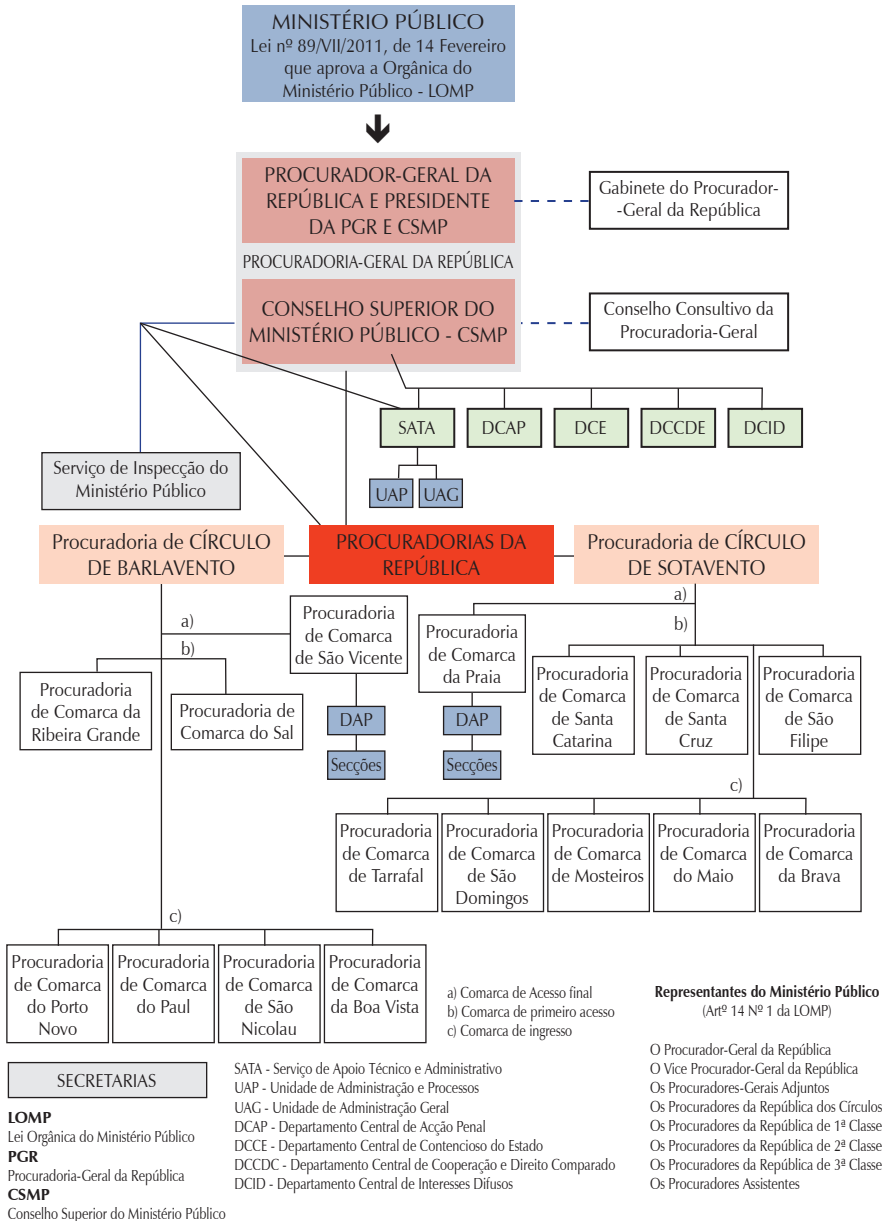 MINISTÉRIO PÚBLICO
Lei nº 89/VII/2011, de 14 Fevereiro
que aprova a Orgânica do
Ministério Público - LOMP
PROCURADOR-GERAL DA
REPÚBLICA E PRESIDENTE
DA PGR E CSMP
Gabinete do Procurador-
-Geral da República
PROCURADORIA-GERAL DA REPÚBLICA
CONSELHO SUPERIOR DO
MINISTÉRIO PÚBLICO - CSMP
Conselho Consultivo da
Procuradoria-Geral
SATA
DCAP
DCE
DCCDE
DCID
Serviço de Inspecção do
Ministério Público
UAP
UAG
Procuradoria de CÍRCULO
DE BARLAVENTO
PROCURADORIAS DA
REPÚBLICA
Procuradoria de CÍRCULO
DE SOTAVENTO
a)
b)
Procuradoria
de Comarca
de São Vicente
DAP
Secções
Procuradoria
de Comarca da
Ribeira Grande
Procuradoria de
Comarca do Sal
a)
b)
Procuradoria
de Comarca
da Praia
DAP
Secções
Procuradoria
de Comarca
de Santa
Catarina
Procuradoria
de Comarca
de Santa
Cruz
Procuradoria
de Comarca
de São
Filipe
c)
Procuradoria
de Comarca
de Tarrafal
Procuradoria
de Comarca
de São
Domingos
Procuradoria
de Comarca
de Mosteiros
Procuradoria
de Comarca
do Maio
Procuradoria
de Comarca
da Brava
c)
Procuradoria
de Comarca
do Porto
Novo
Procuradoria
de Comarca
do Paul
Procuradoria
de Comarca
de São
Nicolau
Procuradoria
de Comarca
da Boa Vista
a) Comarca de Acesso final
b) Comarca de primeiro acesso
c) Comarca de ingresso
Representantes do Ministério Público
(Artº 14 Nº 1 da LOMP)
O Procurador-Geral da República
O Vice Procurador-Geral da República
Os Procuradores-Gerais Adjuntos
Os Procuradores da República dos Círculos
Os Procuradores da República de 1ª Classe
Os Procuradores da República de 2ª Classe
Os Procuradores da República de 3ª Classe
Os Procuradores Assistentes
SECRETARIAS
LOMP
Lei Orgânica do Ministério Público
PGR
Procuradoria-Geral da República
CSMP
Conselho Superior do Ministério Público
SATA - Serviço de Apoio Técnico e Administrativo
UAP - Unidade de Administração e Processos
UAG - Unidade de Administração Geral
DCAP - Departamento Central de Acção Penal
DCCE - Departamento Central de Contencioso do Estado
DCCDC - Departamento Central de Cooperação e Direito Comparado
DCID - Departamento Central de Interesses Difusos